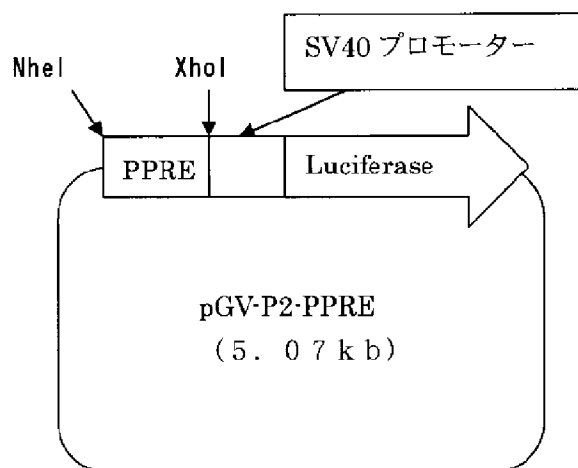 SV40 プロモーター
NheI XhoI
PPRE Luciferase
pGV-P2-PPRE
(5.07kb)